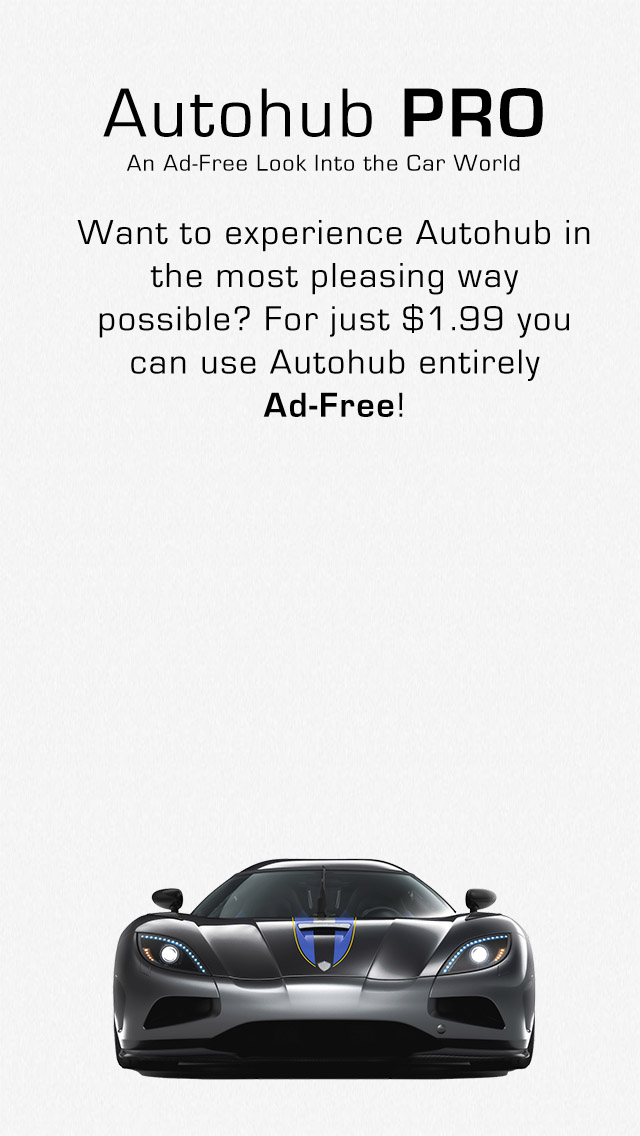 Autohub PRO
An Ad-Free Look Into the Car World
Want to experience Autohub in
the most pleasing way
possible? For just $1.99 you
can use Autohub entirely
Ad-Free!